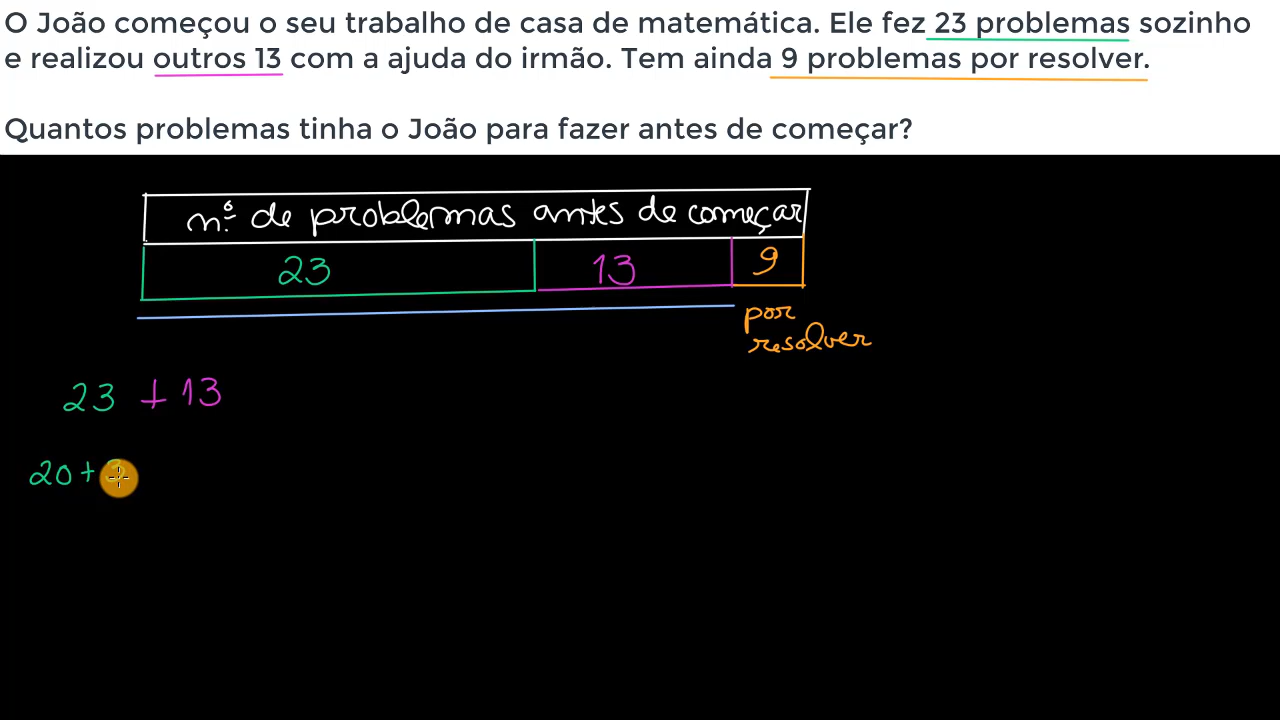 O João começou o seu trabalho de casa de matemática. Ele fez 23 problemas sozinho
e realizou outros 13 com a ajuda do irmão. Tem ainda 9 problemas por resolver.
Quantos problemas tinha o João para fazer antes de começar?
n.º de problemas antes de começar
23 13 9
por
resolver
23 + 13
20 +